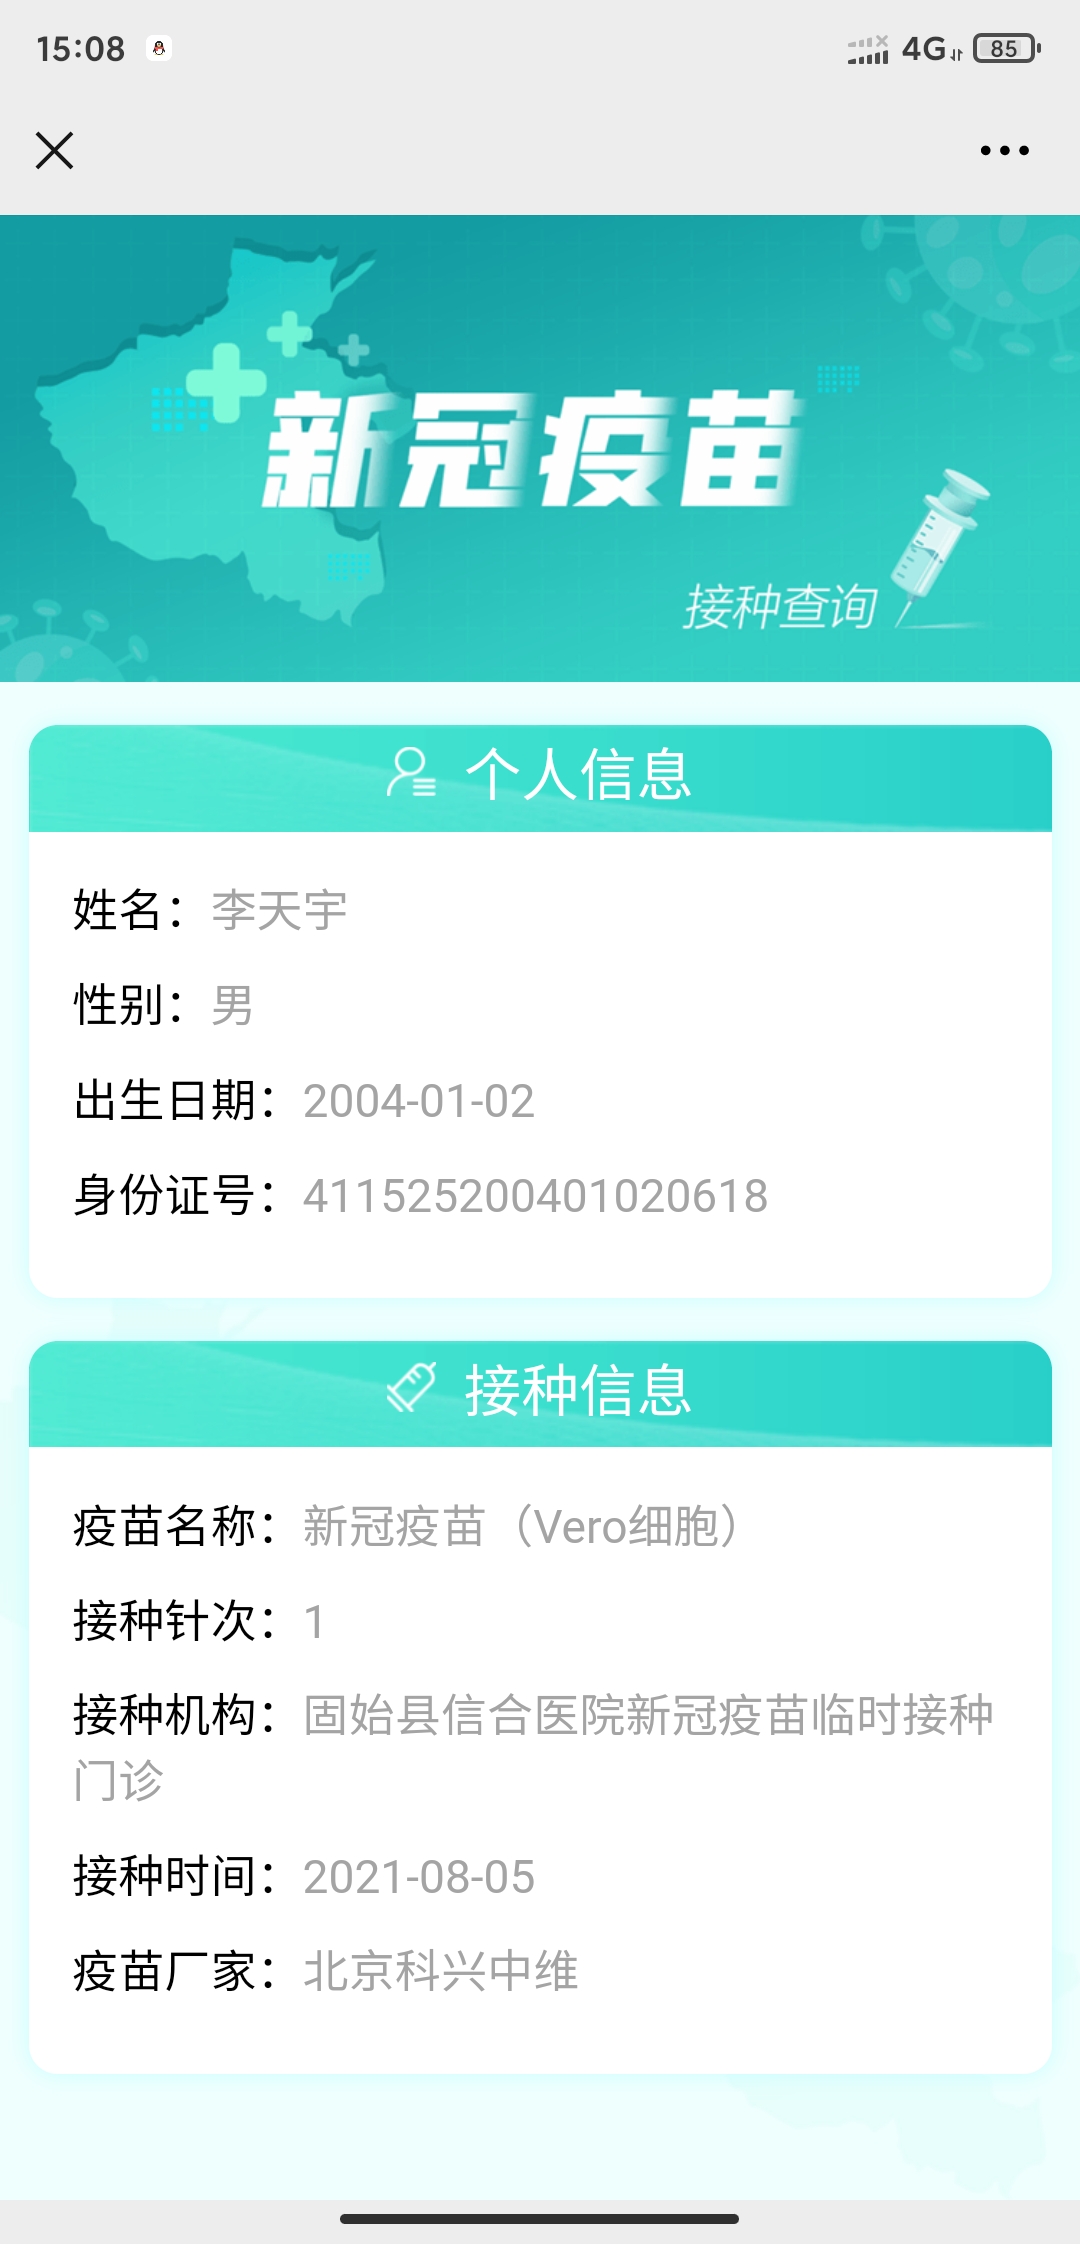 15:08
4G 85
新冠疫苗
接种查询
个人信息
姓名：李天宇
性别：男
出生日期：2004-01-02
身份证号：411525200401020618
接种信息
疫苗名称：新冠疫苗（Vero细胞）
接种针次：1
接种机构：固始县信合医院新冠疫苗临时接种
门诊
接种时间：2021-08-05
疫苗厂家：北京科兴中维